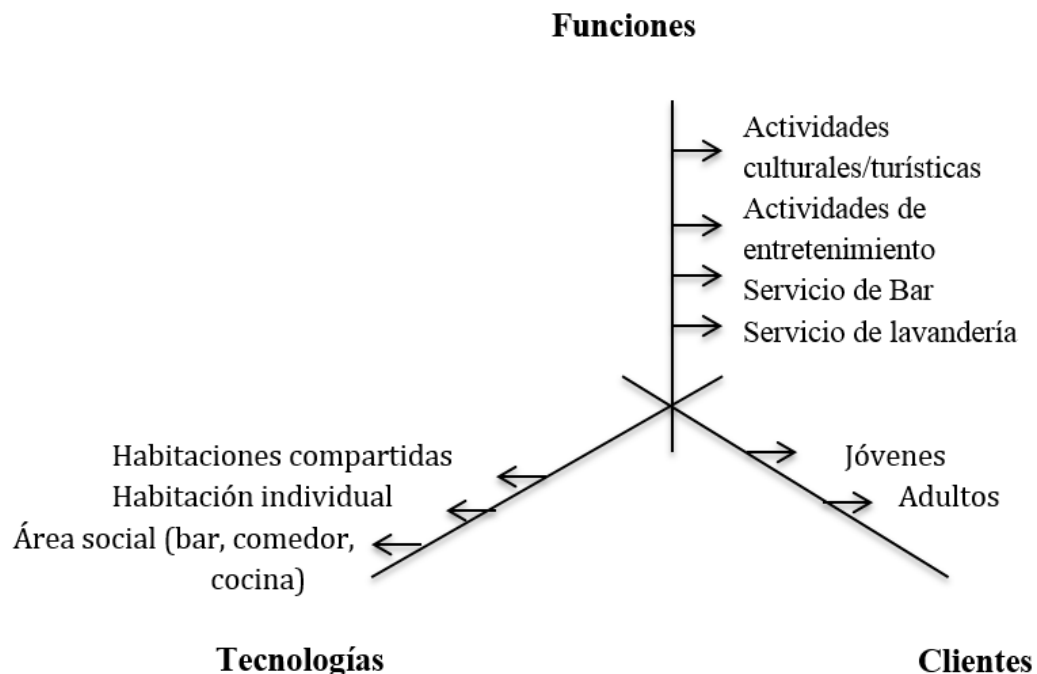 Funciones
Actividades
culturales/turísticas
Actividades de
entretenimiento
Servicio de Bar
Servicio de lavandería
Habitaciones compartidas
Habitación individual
Área social (bar, comedor,
cocina)
Jóvenes
Adultos
Tecnologías
Clientes